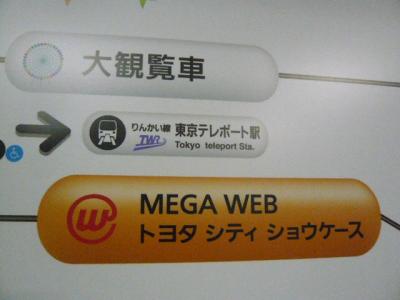 大観覧車
りんかい線 東京テレポート駅
TWR Tokyo teleport Sta.
MEGA WEB
トヨタ シティ ショウケース